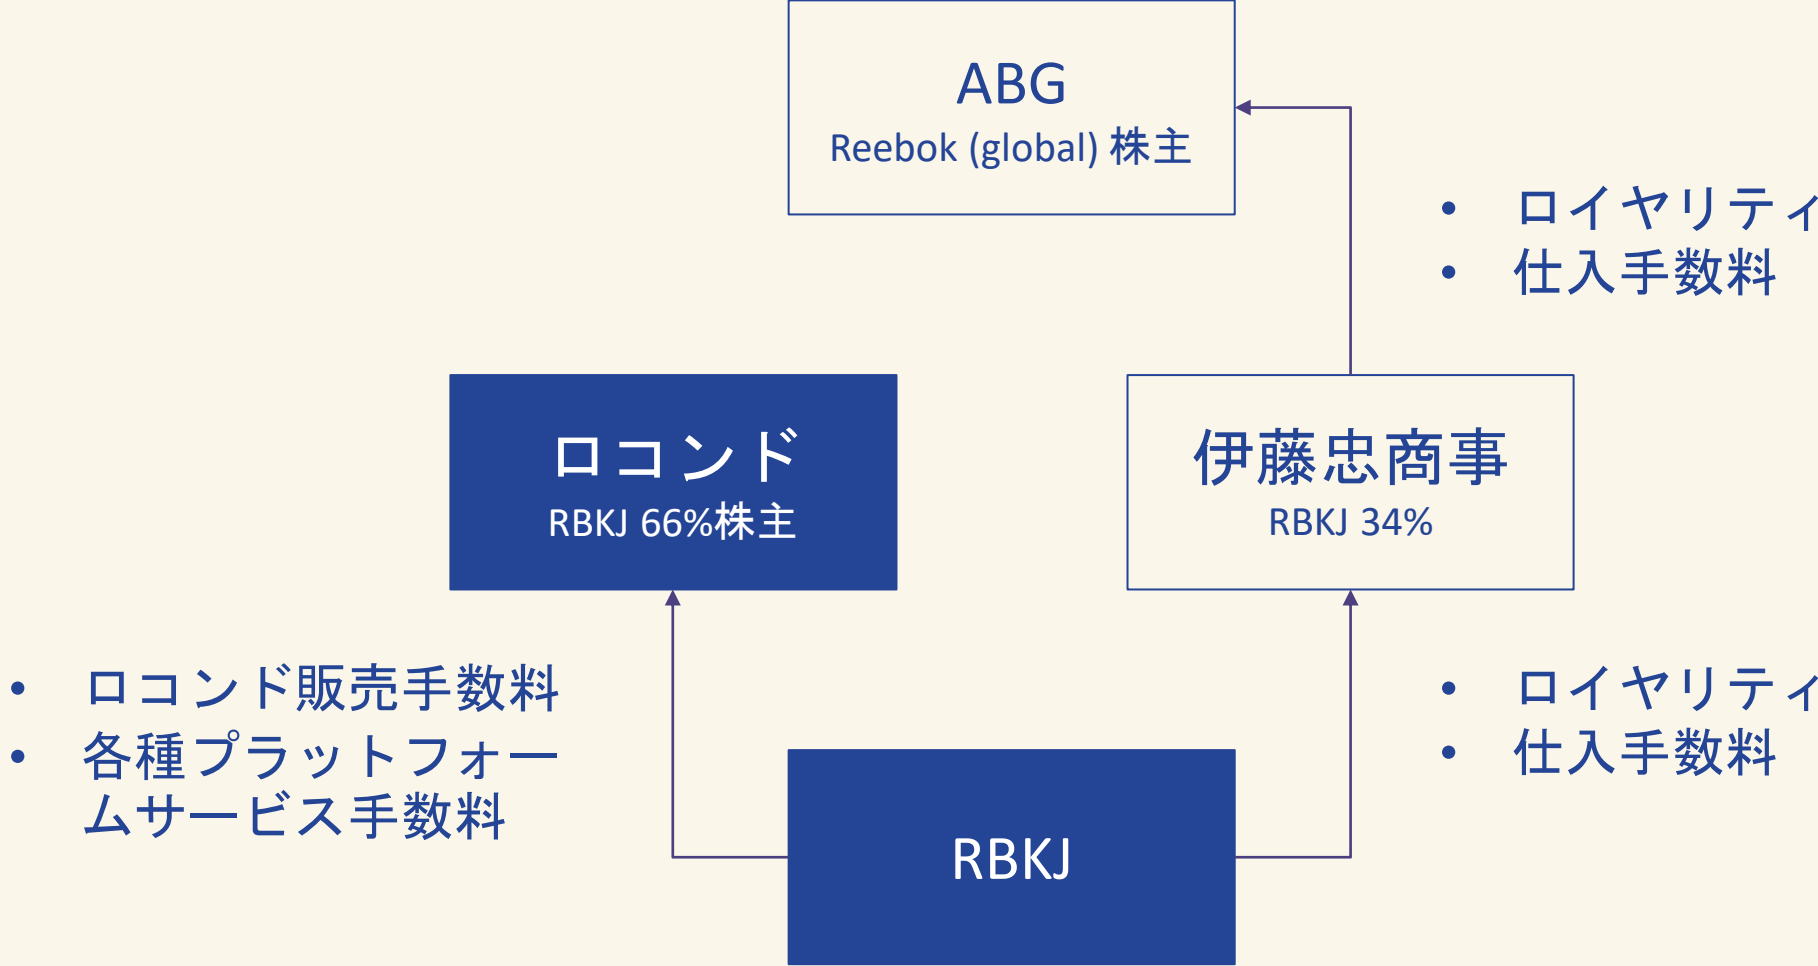 ABG
Reebok (global) 株主
• ロイヤリティ
• 仕入手数料
ロコンド
RBKJ 66%株主
伊藤忠商事
RBKJ 34%
• ロコンド販売手数料
• 各種プラットフォー
ムサービス手数料
• ロイヤリティ
• 仕入手数料
RBKJ